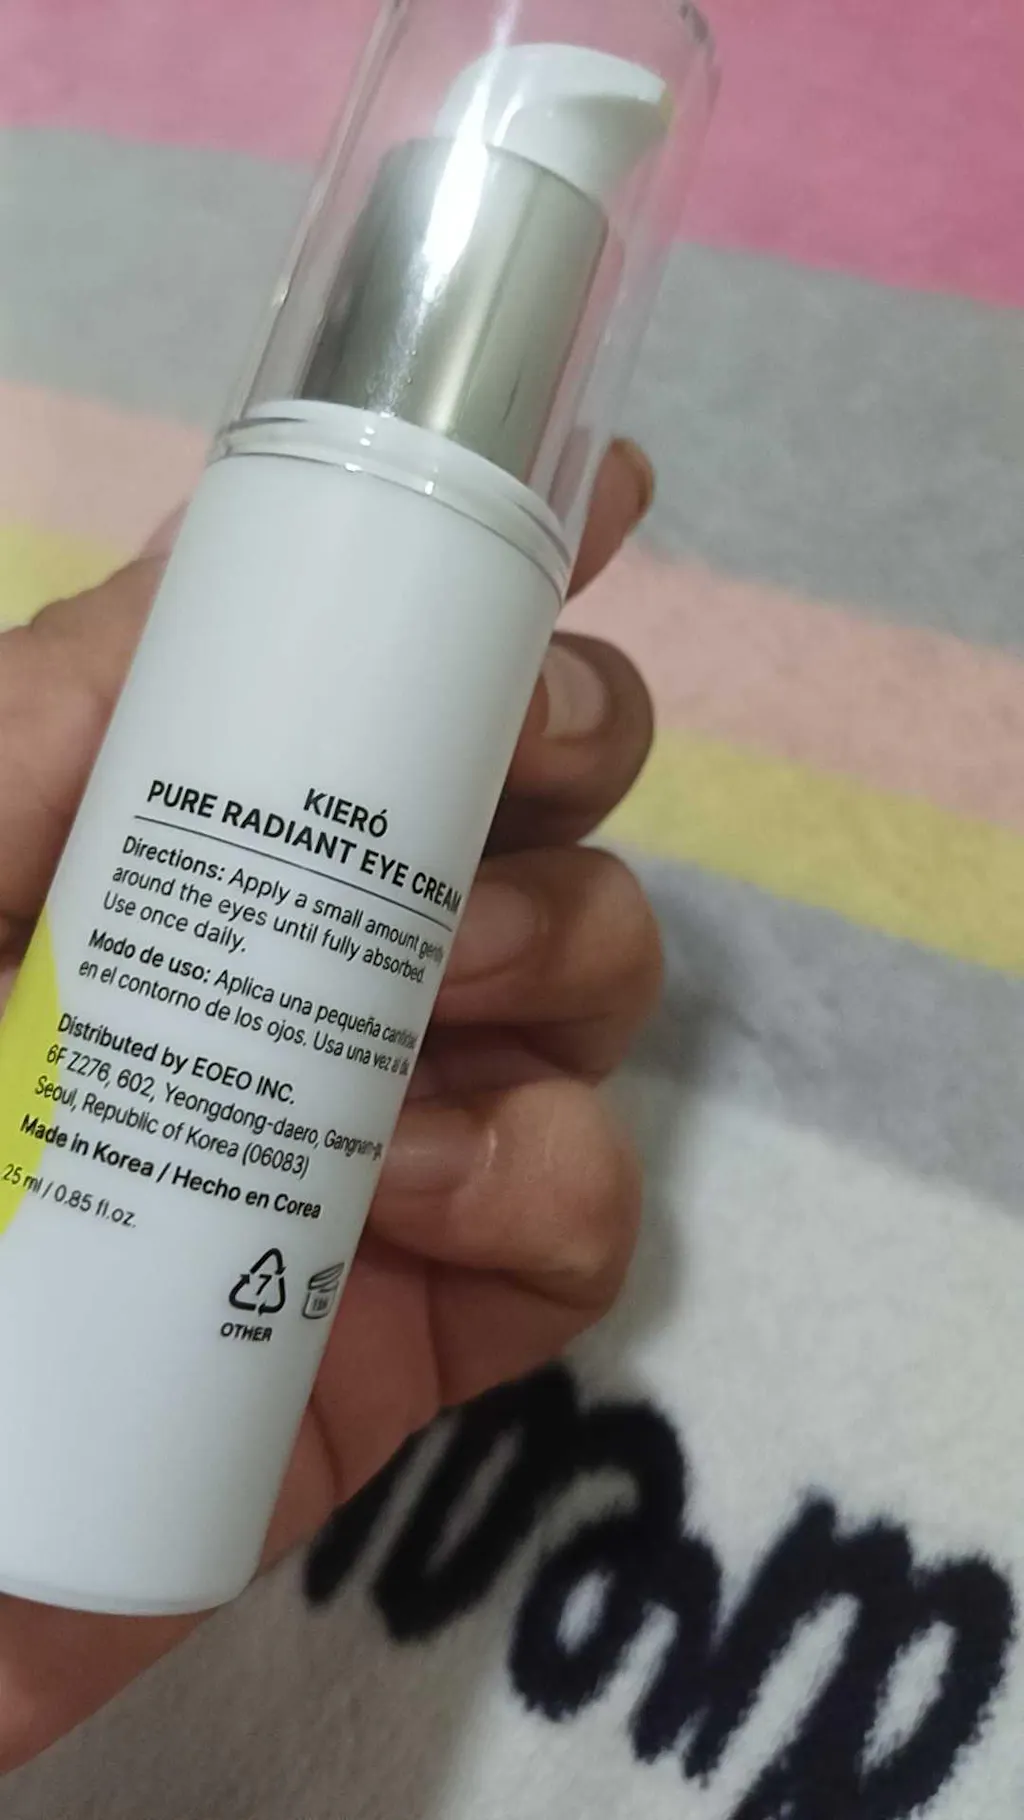 KIERÓ
PURE RADIANT EYE CREAM
Directions: Apply a small amount gently
around the eyes until fully absorbed.
Use once daily.
Modo de uso: Aplica una pequeña cantidad
en el contorno de los ojos. Usa una vez al día.
Distributed by EOEO INC.
6F Z276, 602, Yeongdong-daero, Gangnam-gu,
Seoul, Republic of Korea (06083)
Made in Korea / Hecho en Corea
25 ml / 0.85 fl.oz.
7
OTHER